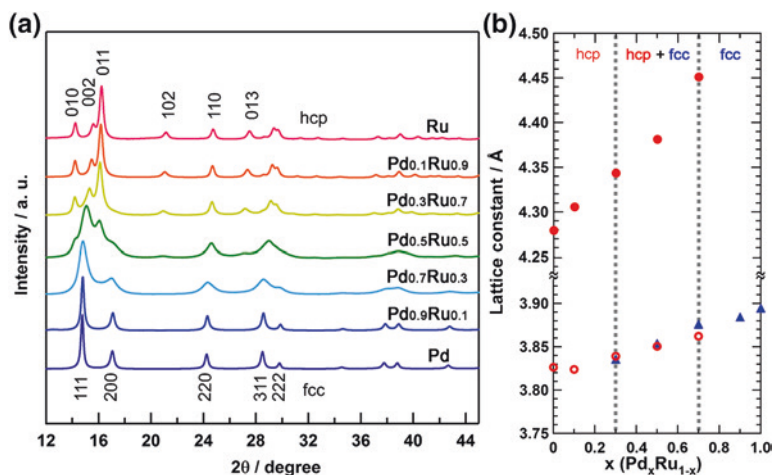 (a)
Intensity / a. u.
010
002
011
102
110
013
hcp
Ru
Pd0.1Ru0.9
Pd0.3Ru0.7
Pd0.5Ru0.5
Pd0.7Ru0.3
Pd0.9Ru0.1
Pd
111
200
220
311
222
fcc
12 16 20 24 28 32 36 40 44
2θ / degree
(b)
Lattice constant / Å
hcp hcp + fcc fcc
4.50
4.45
4.40
4.35
4.30
4.25
3.90
3.85
3.80
3.75
0.0 0.2 0.4 0.6 0.8 1.0
x (PdxRu1-x)